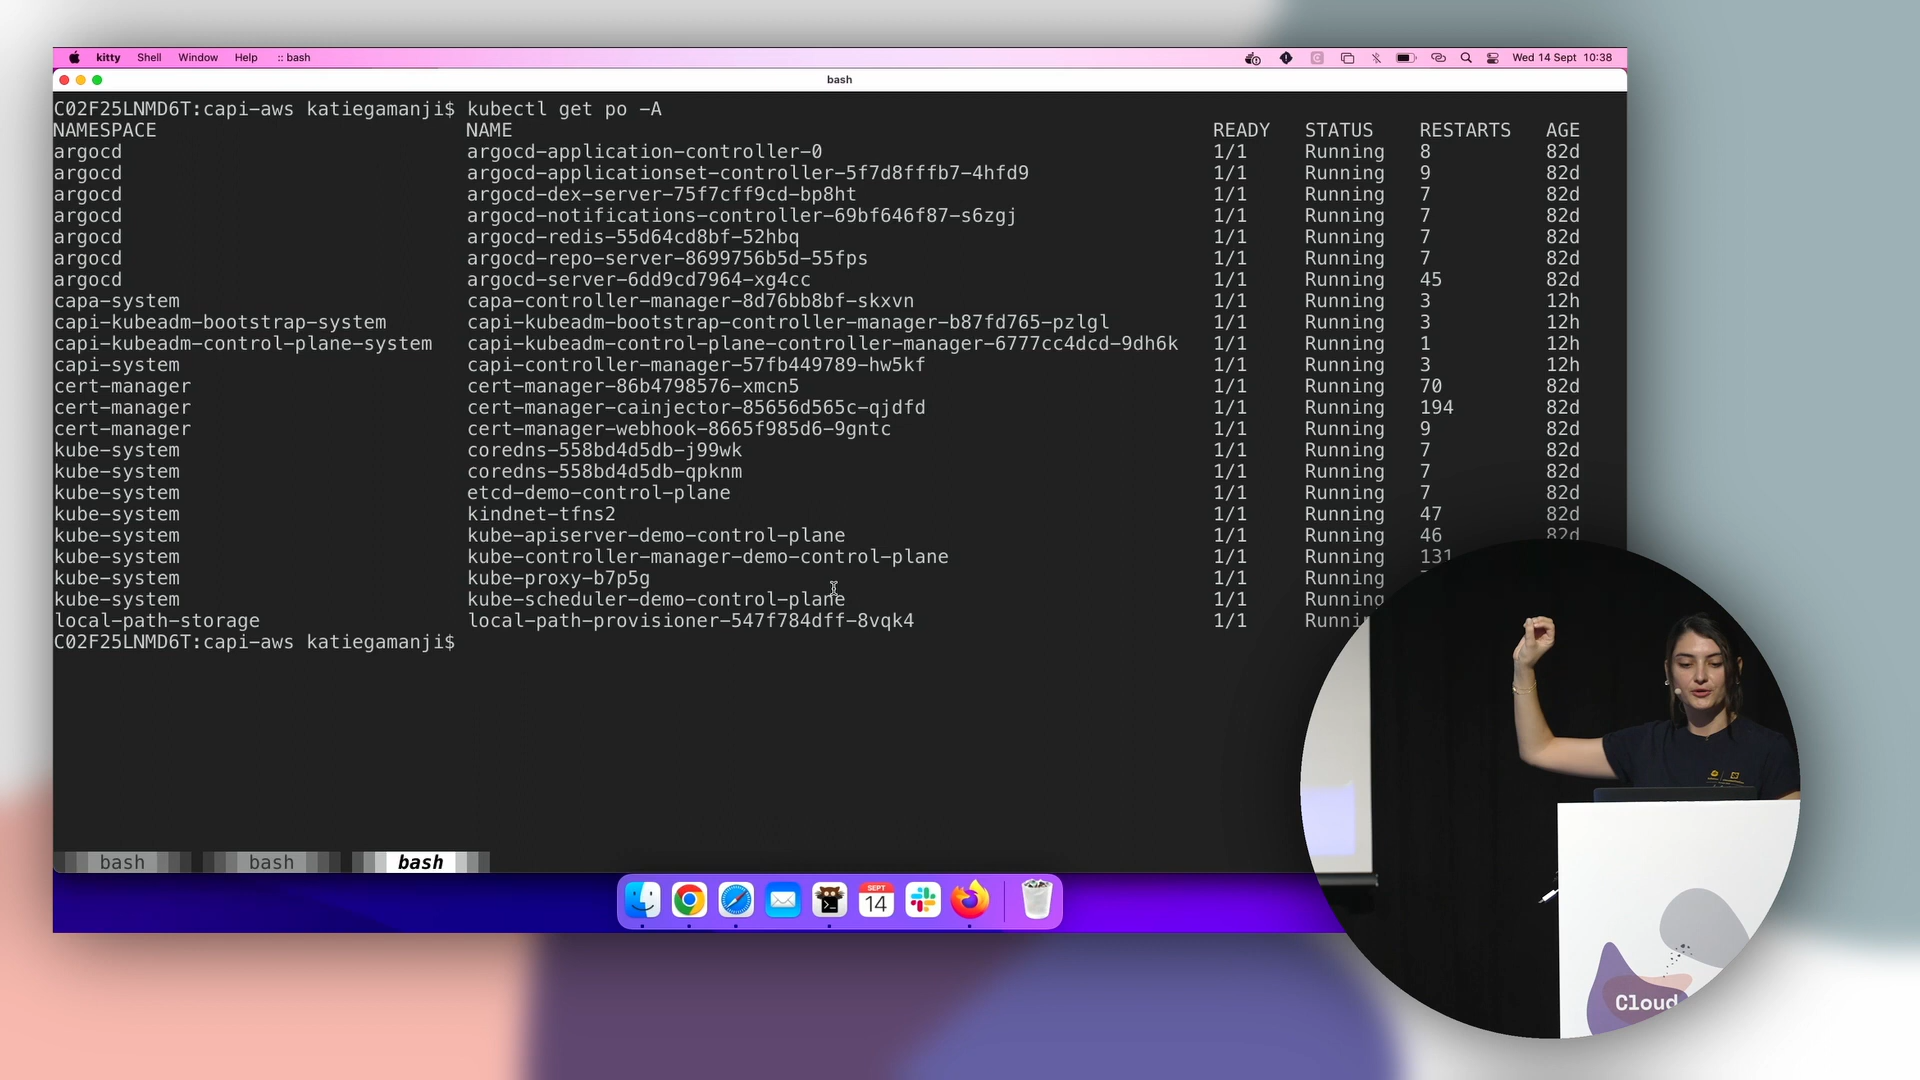 kitty Shell Window Help :: bash Wed 14 Sept 10:38
bash
C02F25LNMD6T:capi-aws katiegamanji$ kubectl get po -A
NAMESPACE NAME READY STATUS RESTARTS AGE
argocd argocd-application-controller-0 1/1 Running 8 82d
argocd argocd-applicationset-controller-5f7d8fffb7-4hfd9 1/1 Running 9 82d
argocd argocd-dex-server-75f7cff9cd-bp8ht 1/1 Running 7 82d
argocd argocd-notifications-controller-69bf646f87-s6zgj 1/1 Running 7 82d
argocd argocd-redis-55d64cd8bf-52hbq 1/1 Running 7 82d
argocd argocd-repo-server-8699756b5d-55fps 1/1 Running 7 82d
argocd argocd-server-6dd9cd7964-xg4cc 1/1 Running 45 82d
capa-system capa-controller-manager-8d76bb8bf-skxvn 1/1 Running 3 12h
capi-kubeadm-bootstrap-system capi-kubeadm-bootstrap-controller-manager-b87fd765-pzlgl 1/1 Running 3 12h
capi-kubeadm-control-plane-system capi-kubeadm-control-plane-controller-manager-6777cc4dcd-9dh6k 1/1 Running 1 12h
capi-system capi-controller-manager-57fb449789-hw5kf 1/1 Running 3 12h
cert-manager cert-manager-86b4798576-xmcn5 1/1 Running 70 82d
cert-manager cert-manager-cainjector-85656d565c-qjdfd 1/1 Running 194 82d
cert-manager cert-manager-webhook-8665f985d6-9gntc 1/1 Running 9 82d
kube-system coredns-558bd4d5db-j99wk 1/1 Running 7 82d
kube-system coredns-558bd4d5db-qpknm 1/1 Running 7 82d
kube-system etcd-demo-control-plane 1/1 Running 7 82d
kube-system kindnet-tfns2 1/1 Running 47 82d
kube-system kube-apiserver-demo-control-plane 1/1 Running 46 82d
kube-system kube-controller-manager-demo-control-plane 1/1 Running 131
kube-system kube-proxy-b7p5g 1/1 Running
kube-system kube-scheduler-demo-control-plane 1/1 Running
local-path-storage local-path-provisioner-547f784dff-8vqk4 1/1 Runni
C02F25LNMD6T:capi-aws katiegamanji$
bash bash bash
SEPT
14
Cloud